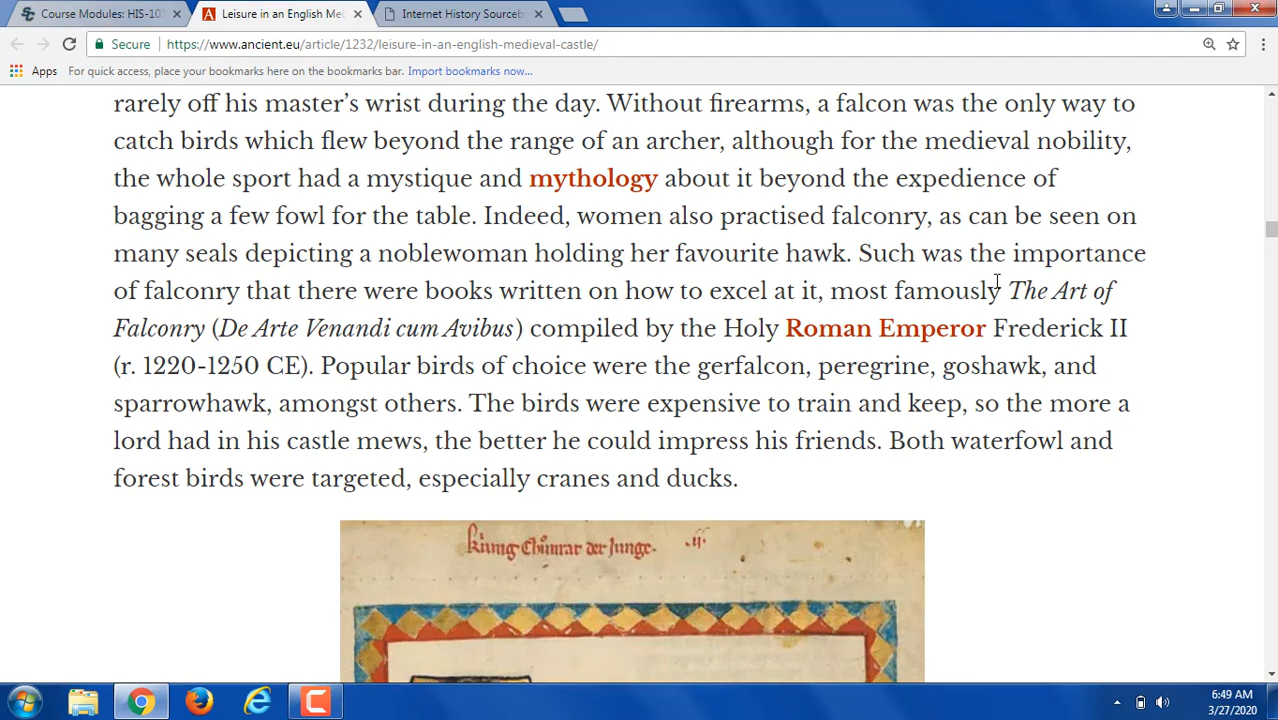 Course Modules: HIS-10
Leisure in an English Med
Internet History Sourceb
Secure
https://www.ancient.eu/article/1232/leisure-in-an-english-medieval-castle/
Apps
For quick access, place your bookmarks here on the bookmarks bar. Import bookmarks now...
rarely off his master’s wrist during the day. Without firearms, a falcon was the only way to
catch birds which flew beyond the range of an archer, although for the medieval nobility,
the whole sport had a mystique and mythology about it beyond the expedience of
bagging a few fowl for the table. Indeed, women also practised falconry, as can be seen on
many seals depicting a noblewoman holding her favourite hawk. Such was the importance
of falconry that there were books written on how to excel at it, most famously The Art of
Falconry (De Arte Venandi cum Avibus) compiled by the Holy Roman Emperor Frederick II
(r. 1220-1250 CE). Popular birds of choice were the gerfalcon, peregrine, goshawk, and
sparrowhawk, amongst others. The birds were expensive to train and keep, so the more a
lord had in his castle mews, the better he could impress his friends. Both waterfowl and
forest birds were targeted, especially cranes and ducks.
der Junge.
.ii.
6:49 AM
3/27/2020